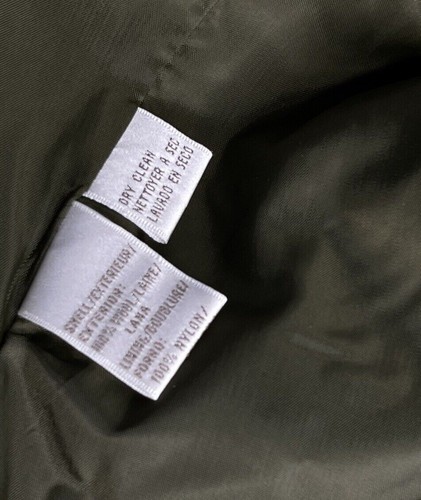 DRY CLEAN
NETTOYER A SEC
LAVADO EN SECO
SHELL/EXTERIEUR/
EXTERIOR:
100% WOOL/LAINE/
LANA
LINING/DOUBLURE/
FORRO:
100% NYLON/